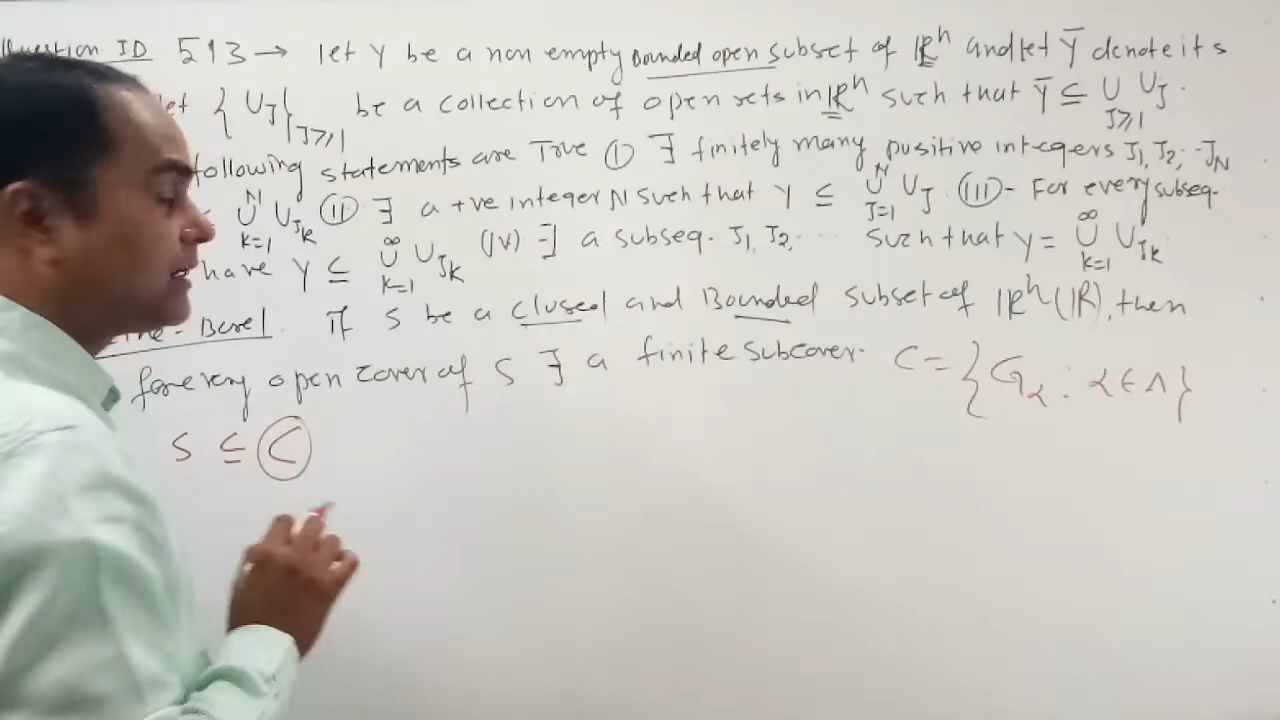 Question ID 513 → let Y be a non empty bounded open subset of ℝⁿ and let Ȳ denote its
let { U_J }_{J≥1} be a collection of open sets in ℝⁿ such that Ȳ ⊆ ∪_{J≥1} U_J.
following statements are True (I) ∃ finitely many positive integers J₁, J₂, .. J_N
∪_{k=1}^{N} U_{J_k} (II) ∃ a +ve integer N such that Y ⊆ ∪_{J=1}^{N} U_J (III) - For every subseq.
have Y ⊆ ∪_{k=1}^{∞} U_{J_k} (IV) ∃ a subseq. J₁, J₂, .... such that Y = ∪_{k=1}^{∞} U_{J_k}.
- Borel. If S be a closed and Bounded subset of ℝⁿ(ℝ), then
for every open cover of S ∃ a finite subcover. C = { G_α : α ∈ Λ }
S ⊆ C